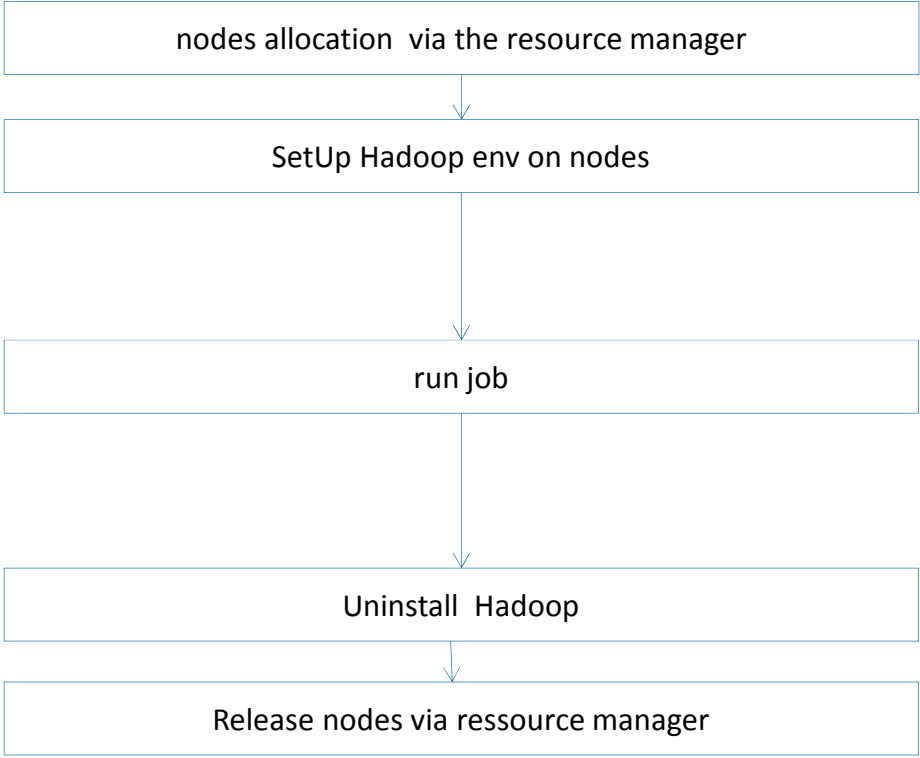 nodes allocation  via the resource manager
SetUp Hadoop env on nodes
run job
Uninstall  Hadoop
Release nodes via ressource manager